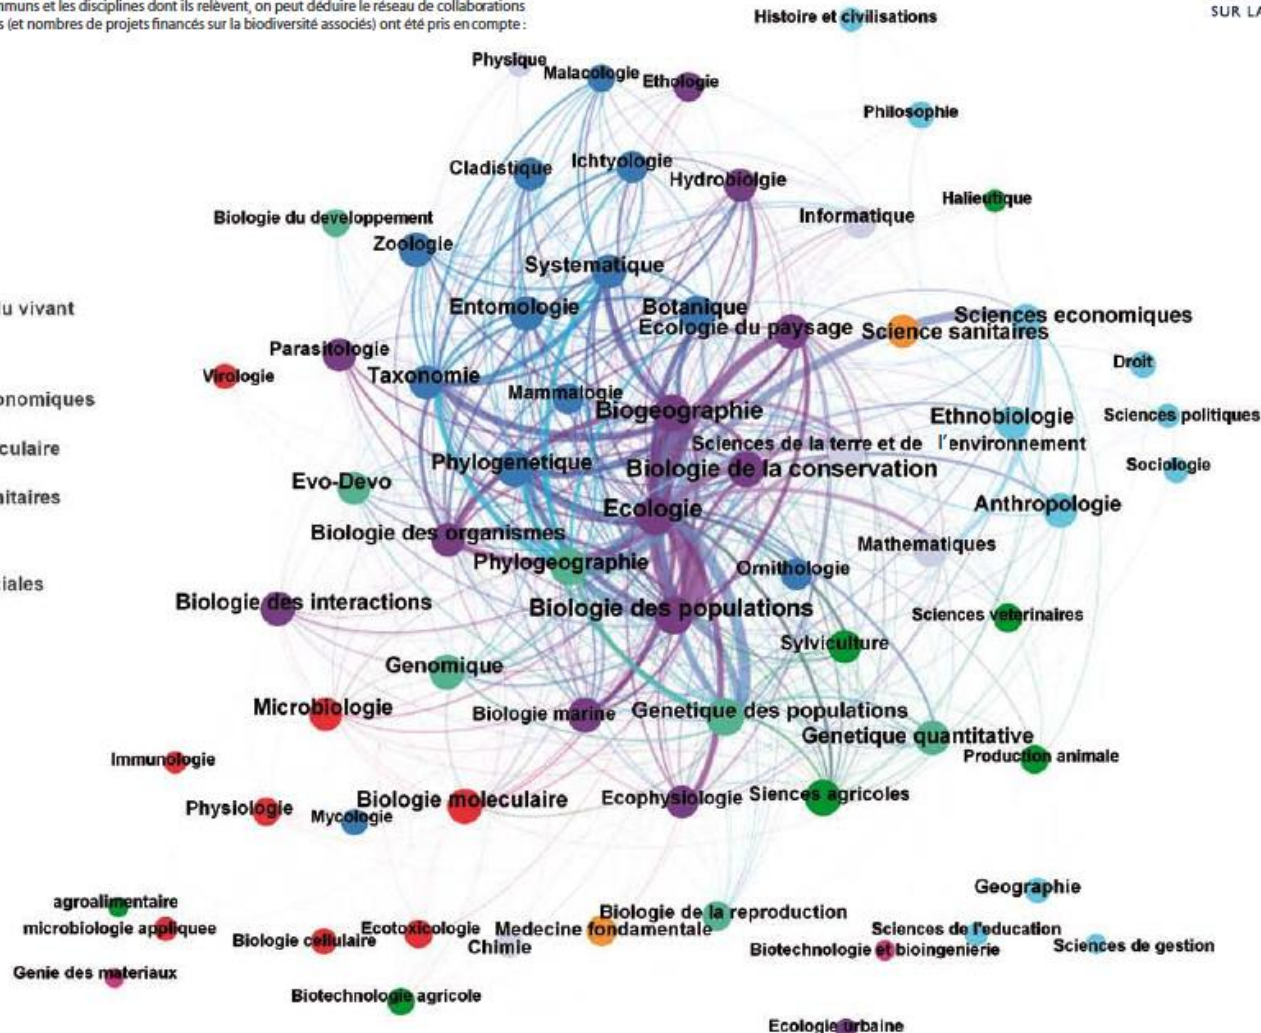 mmuns et les disciplines dont ils relèvent, on peut déduire le réseau de collaborations
s (et nombres de projets financés sur la biodiversité associés) ont été pris en compte :
SUR LA
Histoire et civilisations
Physique
Malacologie
Ethologie
Philosophie
Cladistique
Ichtyologie
Hydrobiolgie
Halieutique
Informatique
Biologie du developpement
Zoologie
Systematique
u vivant
Entomologie
Botanique
Ecologie du paysage
Science sanitaires
Sciences economiques
Parasitologie
Droit
Virologie
Taxonomie
Mammalogie
onomiques
Biogeographie
Ethnobiologie
Sciences politiques
culaire
Sciences de la terre et de l'environnement
Phylogenetique
Biologie de la conservation
Sociologie
Evo-Devo
itaires
Ecologie
Anthropologie
Biologie des organismes
Mathematiques
Phylogeographie
Ornithologie
iales
Biologie des interactions
Biologie des populations
Sciences veterinaires
Sylviculture
Genomique
Microbiologie
Biologie marine
Genetique des populations
Genetique quantitative
Immunologie
Production animale
Physiologie
Mycologie
Biologie moleculaire
Ecophysiologie
Siences agricoles
Geographie
agroalimentaire
microbiologie appliquee
Biologie cellulaire
Ecotoxicologie
Chimie
Medecine fondamentale
Biologie de la reproduction
Sciences de l'education
Biotechnologie et bioingenierie
Sciences de gestion
Genie des materiaux
Biotechnologie agricole
Ecologie urbaine